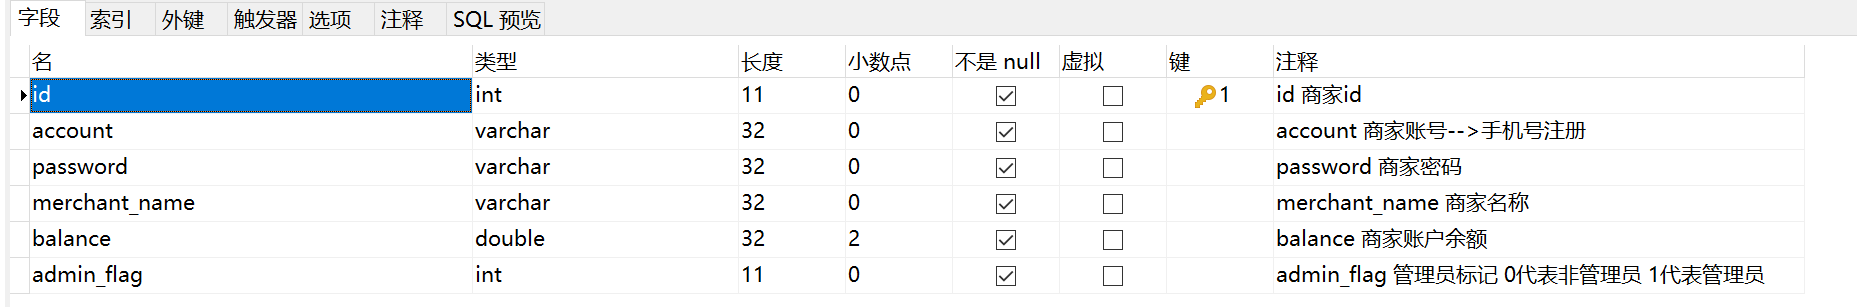 字段 索引 外键 触发器 选项 注释 SQL 预览
名 类型 长度 小数点 不是 null 虚拟 键 注释
id int 11 0 1 id 商家id
account varchar 32 0 account 商家账号-->手机号注册
password varchar 32 0 password 商家密码
merchant_name varchar 32 0 merchant_name 商家名称
balance double 32 2 balance 商家账户余额
admin_flag int 11 0 admin_flag 管理员标记 0代表非管理员 1代表管理员